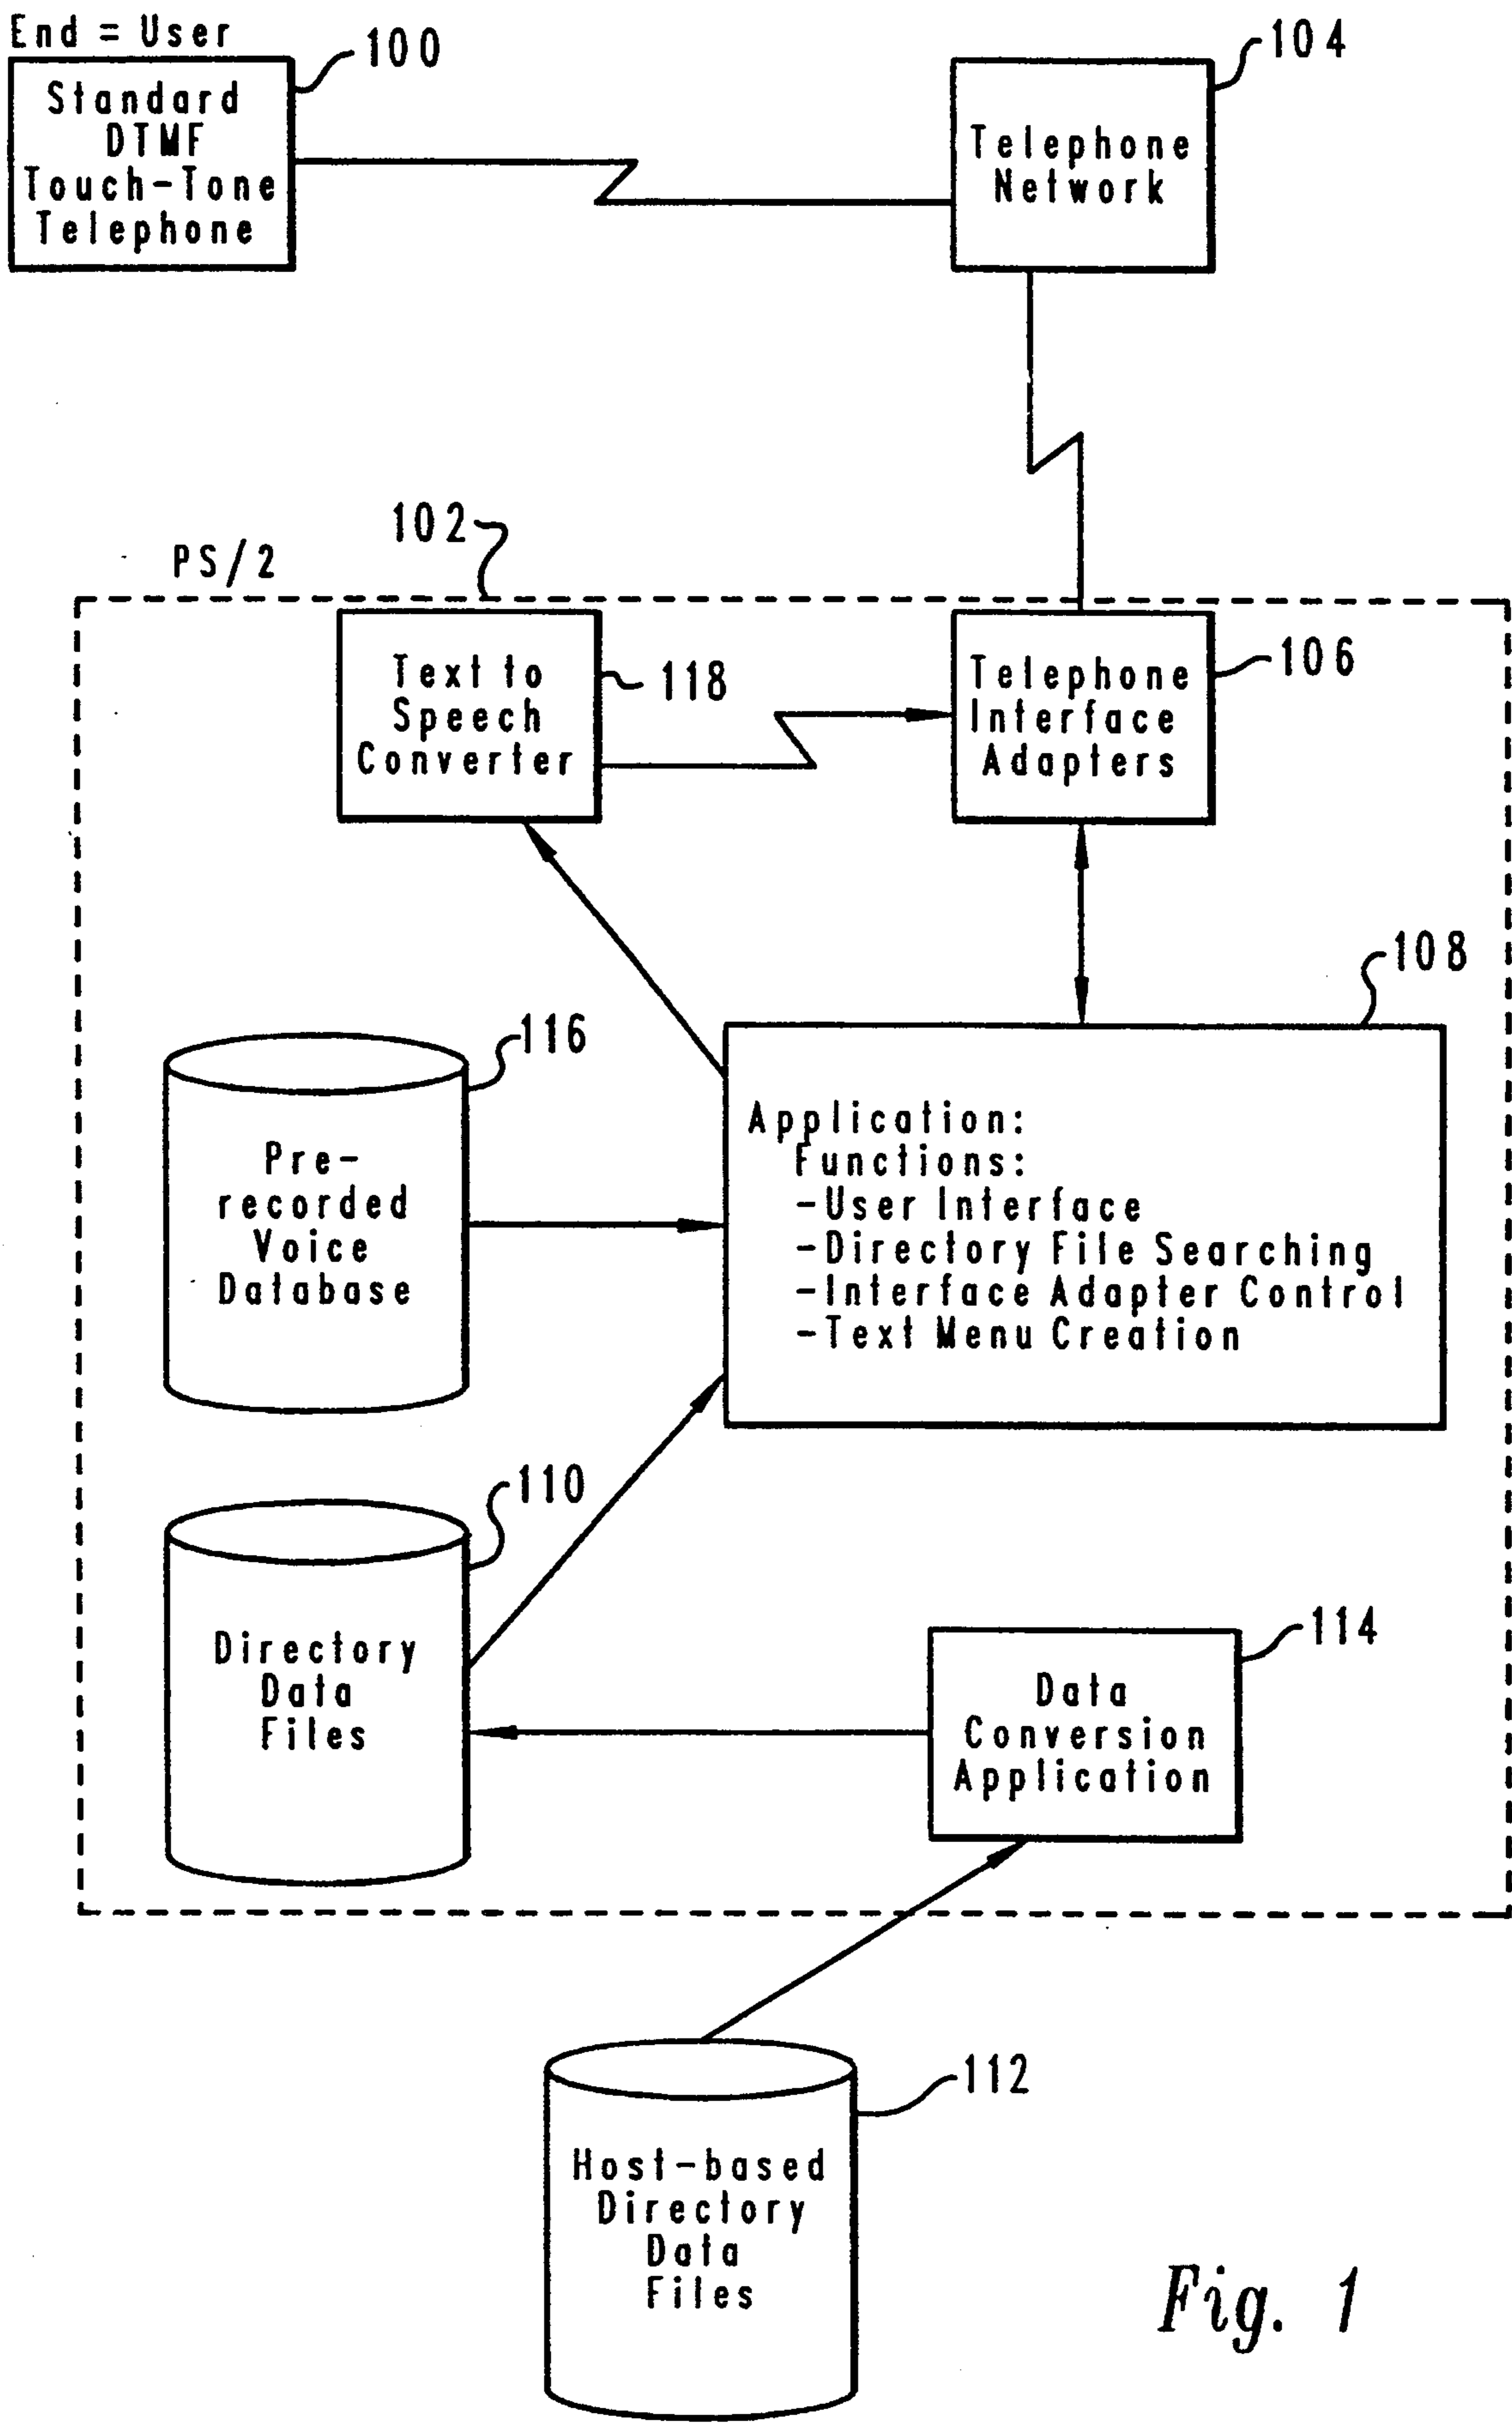 End = User
100
Standard
DTMF
Touch-Tone
Telephone
104
Telephone
Network
102
PS/2
Text to
Speech
Converter
118
Telephone
Interface
Adapters
106
108
116
Pre-
recorded
Voice
Database
Application:
Functions:
-User Interface
-Directory File Searching
-Interface Adapter Control
-Text Menu Creation
110
Directory
Data
Files
114
Data
Conversion
Application
112
Host-based
Directory
Data
Files
Fig. 1